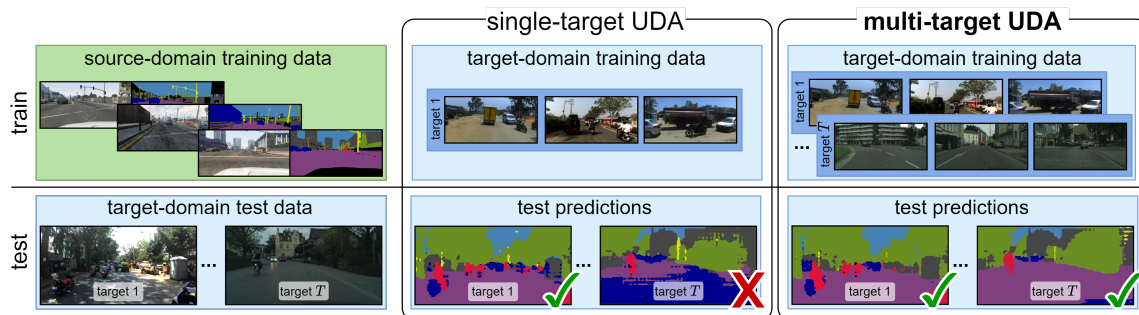 single-target UDA
multi-target UDA
train
source-domain training data
target-domain training data
target 1
target-domain training data
target 1
...
target T
test
target-domain test data
target 1
...
target T
test predictions
target 1
...
target T
test predictions
target 1
...
target T